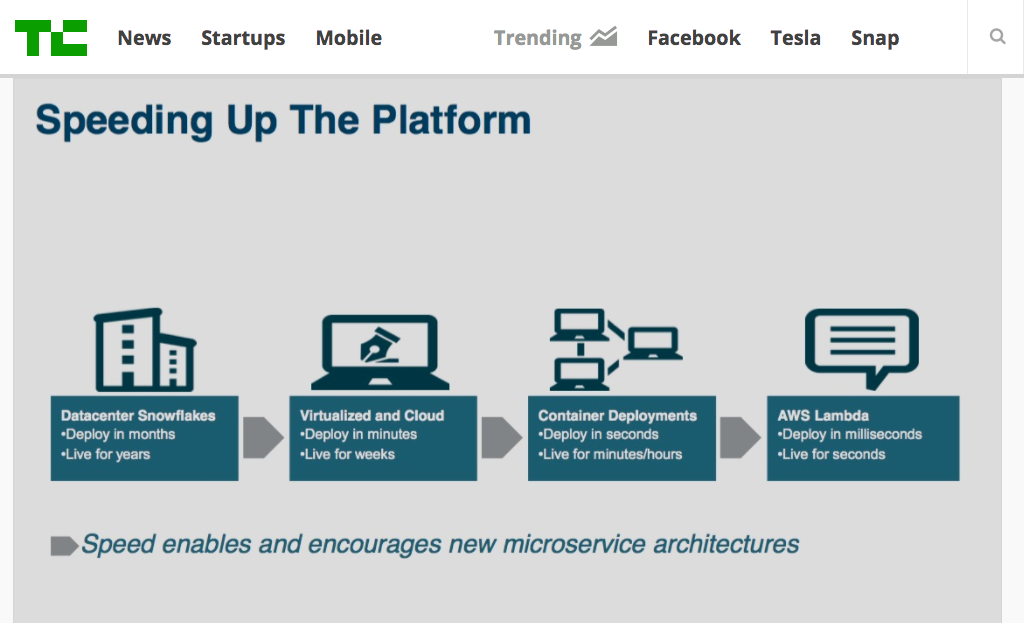 TC News Startups Mobile Trending Facebook Tesla Snap
Speeding Up The Platform
Datacenter Snowflakes
•Deploy in months
•Live for years
Virtualized and Cloud
•Deploy in minutes
•Live for weeks
Container Deployments
•Deploy in seconds
•Live for minutes/hours
AWS Lambda
•Deploy in milliseconds
•Live for seconds
Speed enables and encourages new microservice architectures